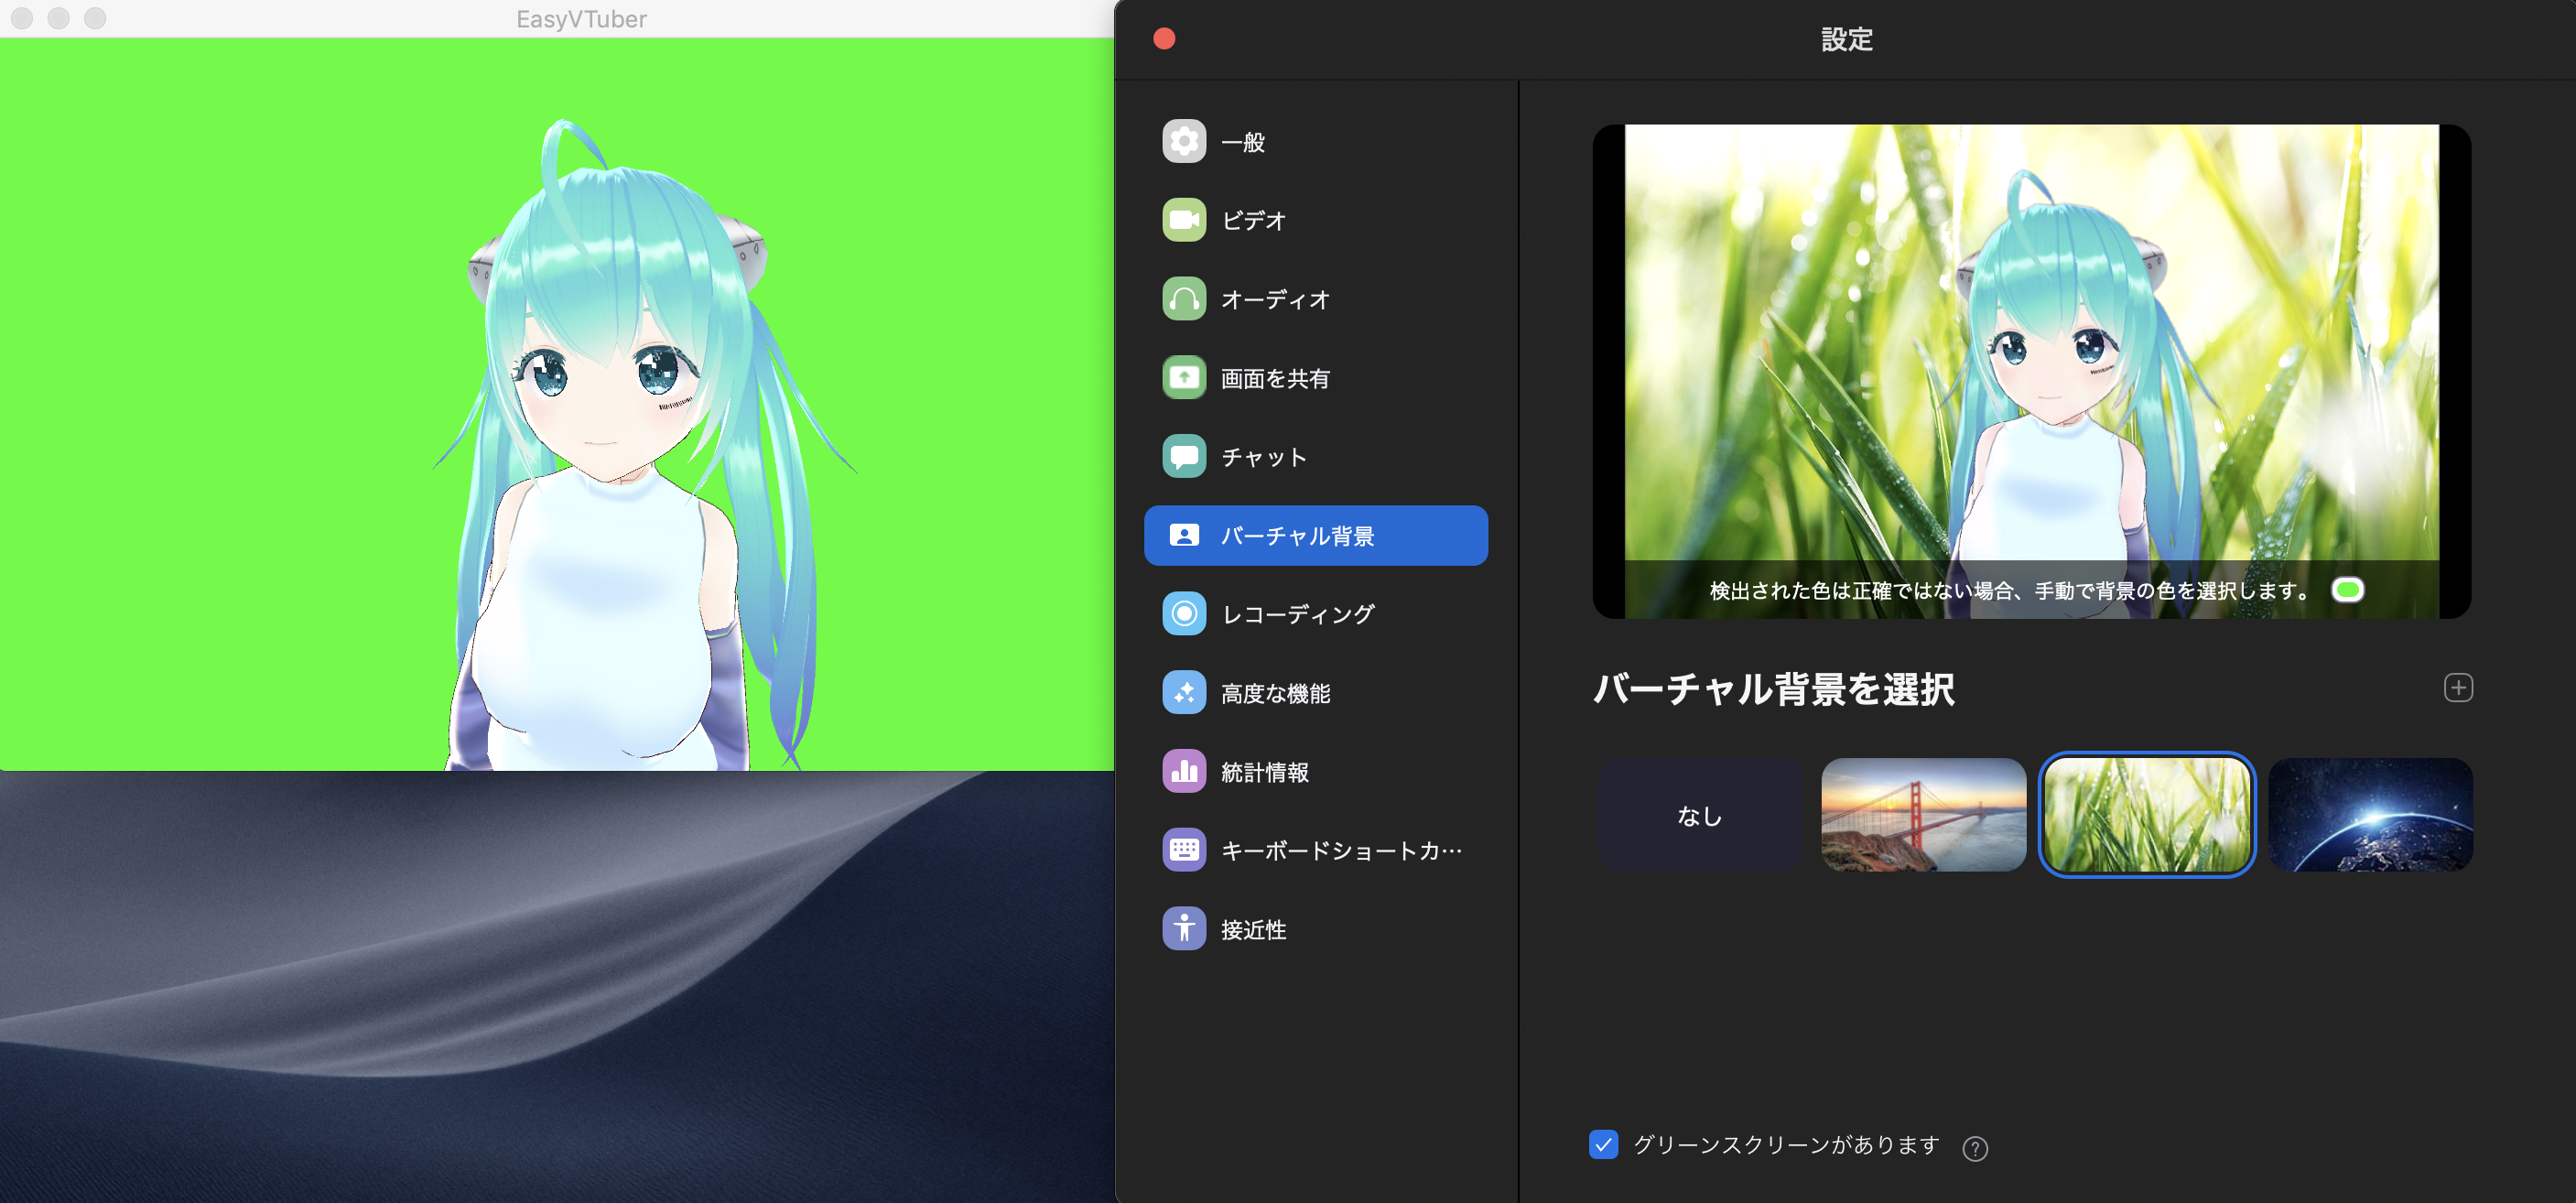 EasyVTuber
設定
一般
ビデオ
オーディオ
画面を共有
チャット
バーチャル背景
レコーディング
高度な機能
統計情報
キーボードショートカ…
接近性
検出された色は正確ではない場合、手動で背景の色を選択します。
バーチャル背景を選択
なし
グリーンスクリーンがあります